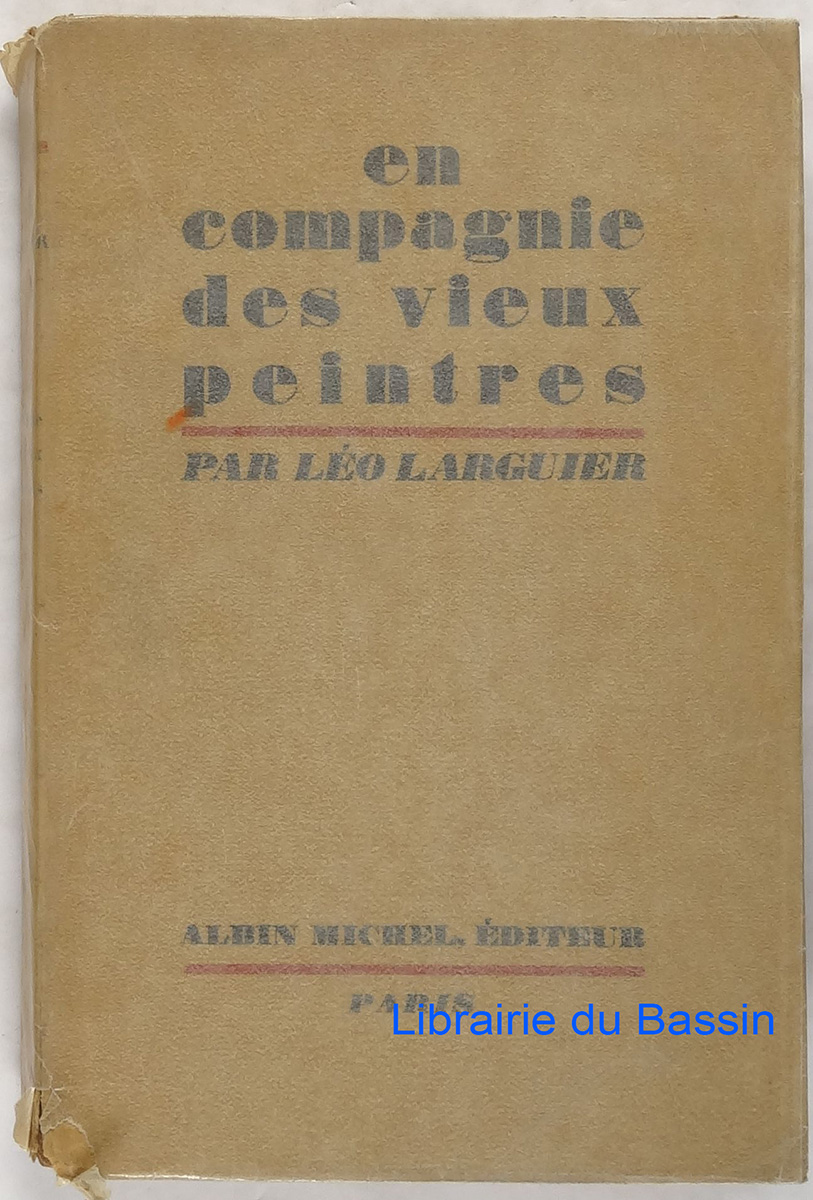 en
compagnie
des vieux
peintres
PAR LÉO LARGUIER
ALBIN MICHEL, ÉDITEUR
PARIS
Librairie du Bassin